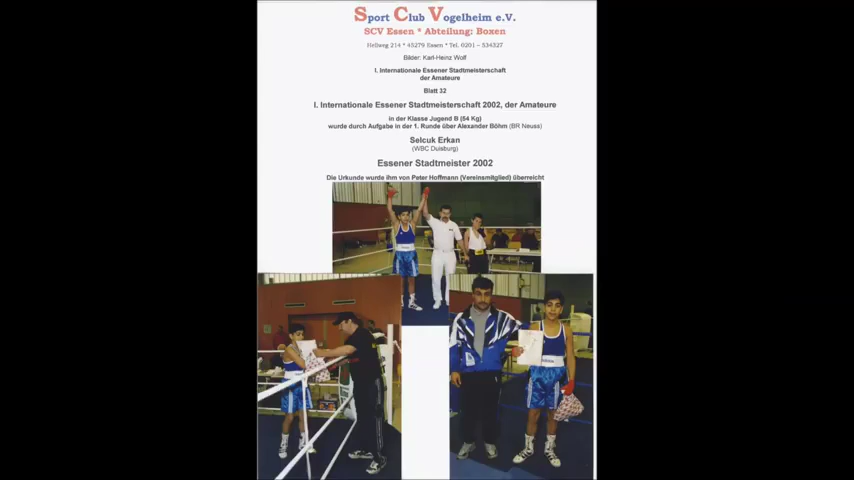 Sport Club Vogelheim e.V.
SCV Essen * Abteilung: Boxen
Hellweg 214 * 45279 Essen * Tel. 0201 – 534327
Bilder: Karl-Heinz Wolf
I. Internationale Essener Stadtmeisterschaft
der Amateure
Blatt 32
I. Internationale Essener Stadtmeisterschaft 2002, der Amateure
in der Klasse Jugend B (54 Kg)
wurde durch Aufgabe in der 1. Runde über Alexander Böhm (BR Neuss)
Selcuk Erkan
(WBC Duisburg)
Essener Stadtmeister 2002
Die Urkunde wurde ihm von Peter Hoffmann (Vereinsmitglied) überreicht